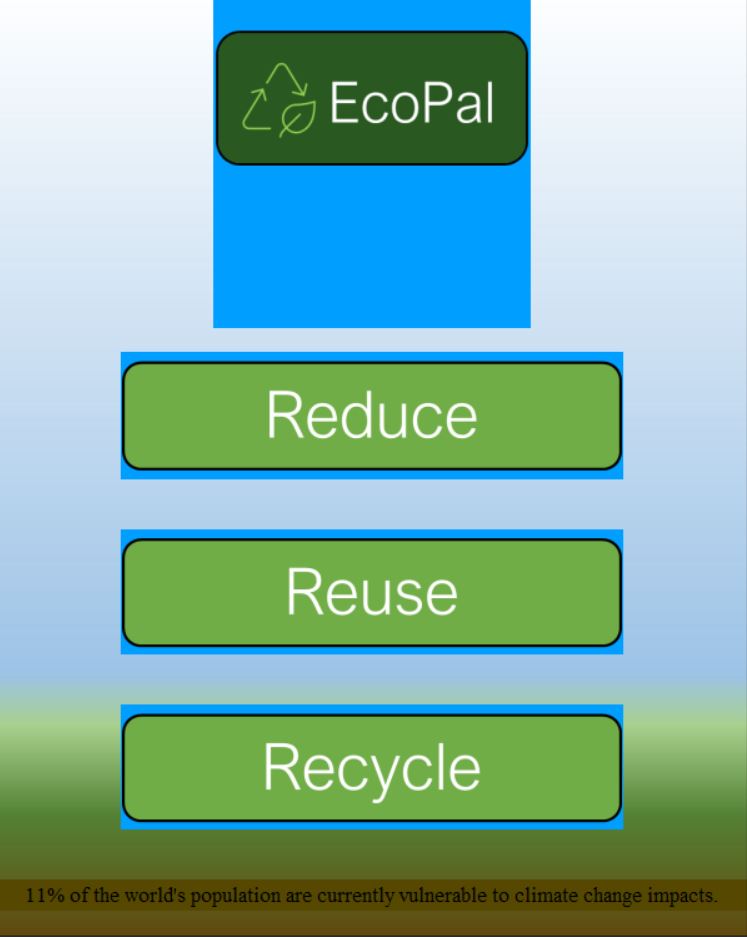 EcoPal
Reduce
Reuse
Recycle
11% of the world's population are currently vulnerable to climate change impacts.